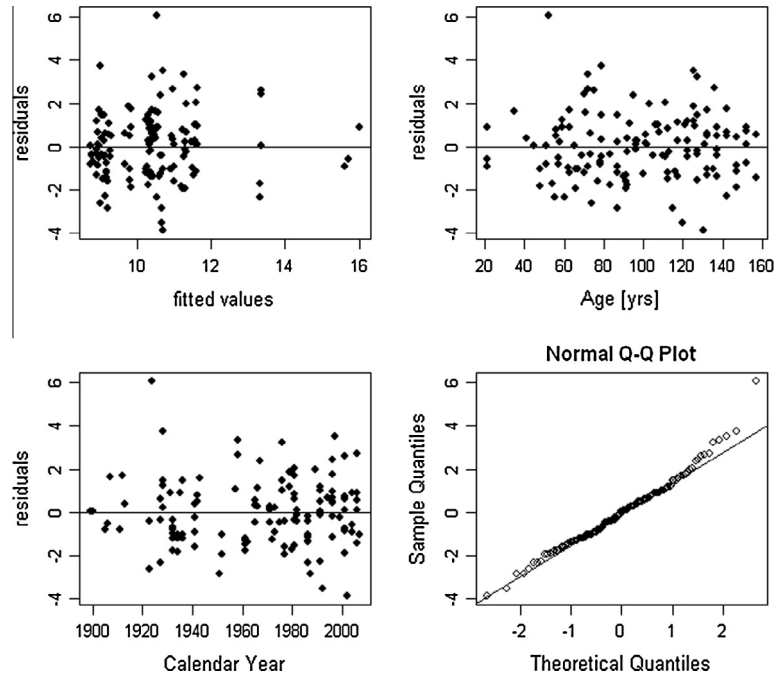 6
4
2
0
-2
-4
residuals
10 12 14 16
fitted values
6
4
2
0
-2
-4
residuals
20 40 60 80 100 120 140 160
Age [yrs]
6
4
2
0
-2
-4
residuals
1900 1920 1940 1960 1980 2000
Calendar Year
Normal Q-Q Plot
6
4
2
0
-2
-4
Sample Quantiles
-2 -1 0 1 2
Theoretical Quantiles